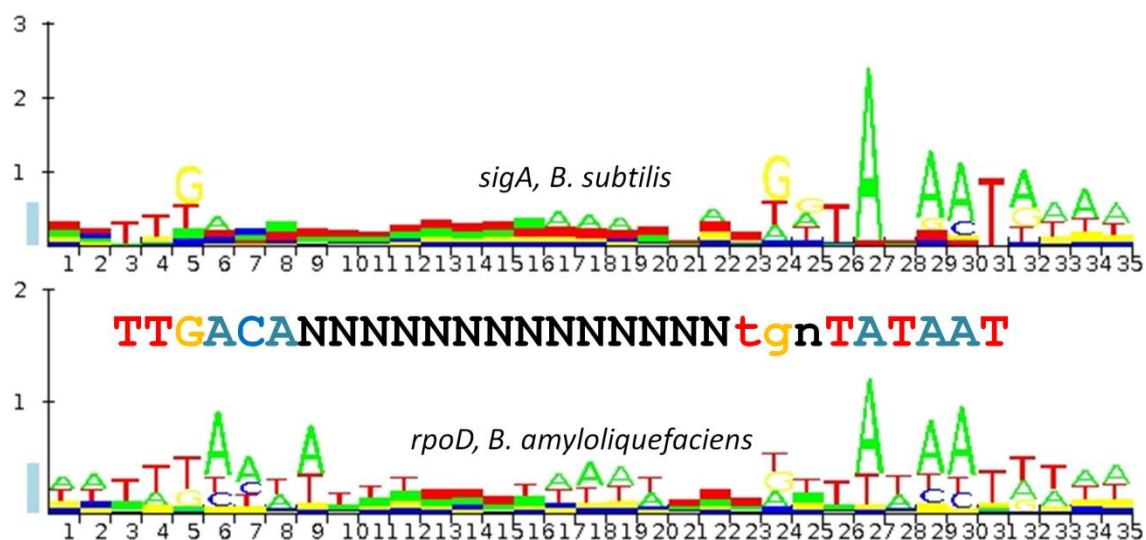 3
2
1
sigA, B. subtilis
1 2 3 4 5 6 7 8 9 10 11 12 13 14 15 16 17 18 19 20 21 22 23 24 25 26 27 28 29 30 31 32 33 34 35
2
TTGACANNNNNNNNNNNNNNtgnTATAAT
1
rpoD, B. amyloliquefaciens
1 2 3 4 5 6 7 8 9 10 11 12 13 14 15 16 17 18 19 20 21 22 23 24 25 26 27 28 29 30 31 32 33 34 35